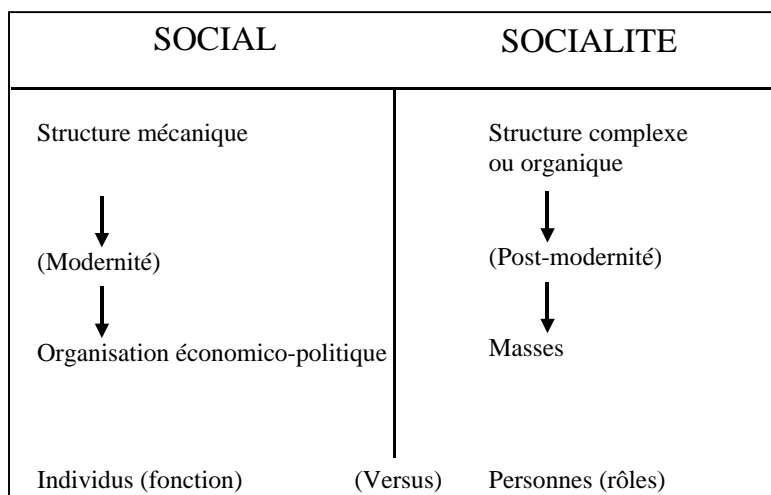 SOCIAL
SOCIALITE
Structure mécanique
Structure complexe
ou organique
(Modernité)
(Post-modernité)
Organisation économico-politique
Masses
Individus (fonction)
(Versus)
Personnes (rôles)